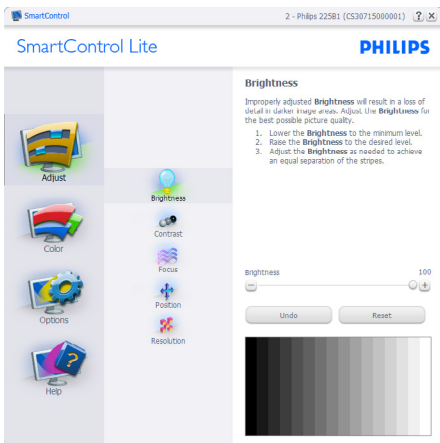 SmartControl
2 - Philips 225B1 (CS30715000001)
SmartControl Lite
PHILIPS
Adjust
Color
Options
Help
Brightness
Contrast
Focus
Position
Resolution
Brightness
Improperly adjusted Brightness will result in a loss of
detail in darker image areas. Adjust the Brightness for
the best possible picture quality.
1. Lower the Brightness to the minimum level.
2. Raise the Brightness to the desired level.
3. Adjust the Brightness as needed to achieve
an equal separation of the stripes.
Brightness 100
Undo Reset